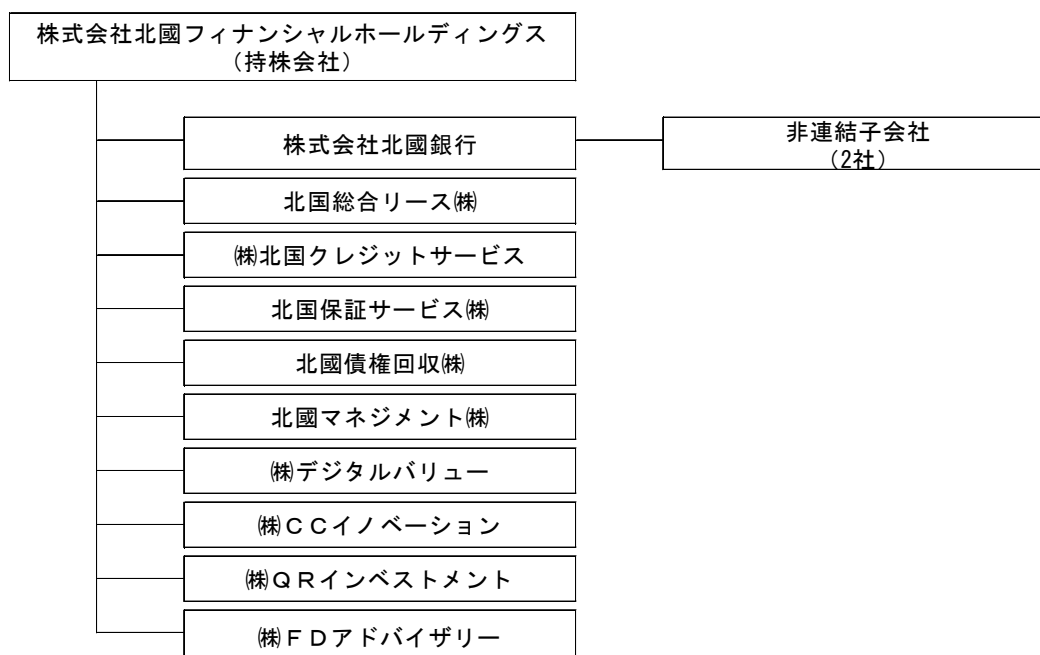 株式会社北國フィナンシャルホールディングス
（持株会社）
株式会社北國銀行
非連結子会社
（2社）
北国総合リース㈱
㈱北国クレジットサービス
北国保証サービス㈱
北國債権回収㈱
北國マネジメント㈱
㈱デジタルバリュー
㈱ＣＣイノベーション
㈱ＱＲインベストメント
㈱ＦＤアドバイザリー